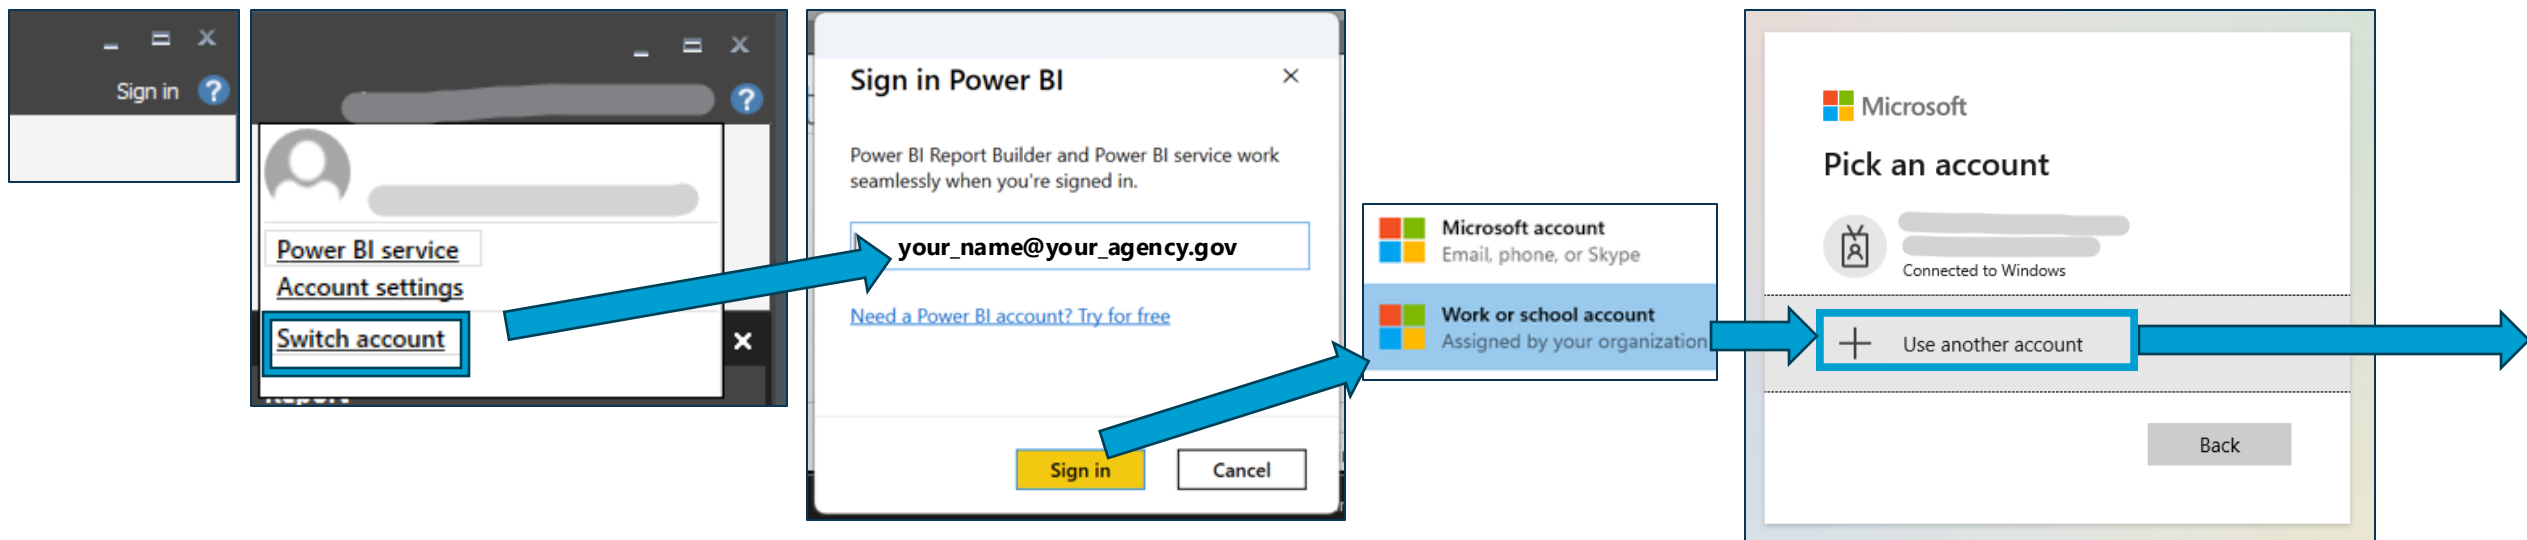 Sign in
?
?
Power BI service
Account settings
Switch account
Sign in Power BI
Power BI Report Builder and Power BI service work
seamlessly when you're signed in.
your_name@your_agency.gov
Need a Power BI account? Try for free
Sign in
Cancel
Microsoft account
Email, phone, or Skype
Work or school account
Assigned by your organization
Microsoft
Pick an account
Connected to Windows
Use another account
Back